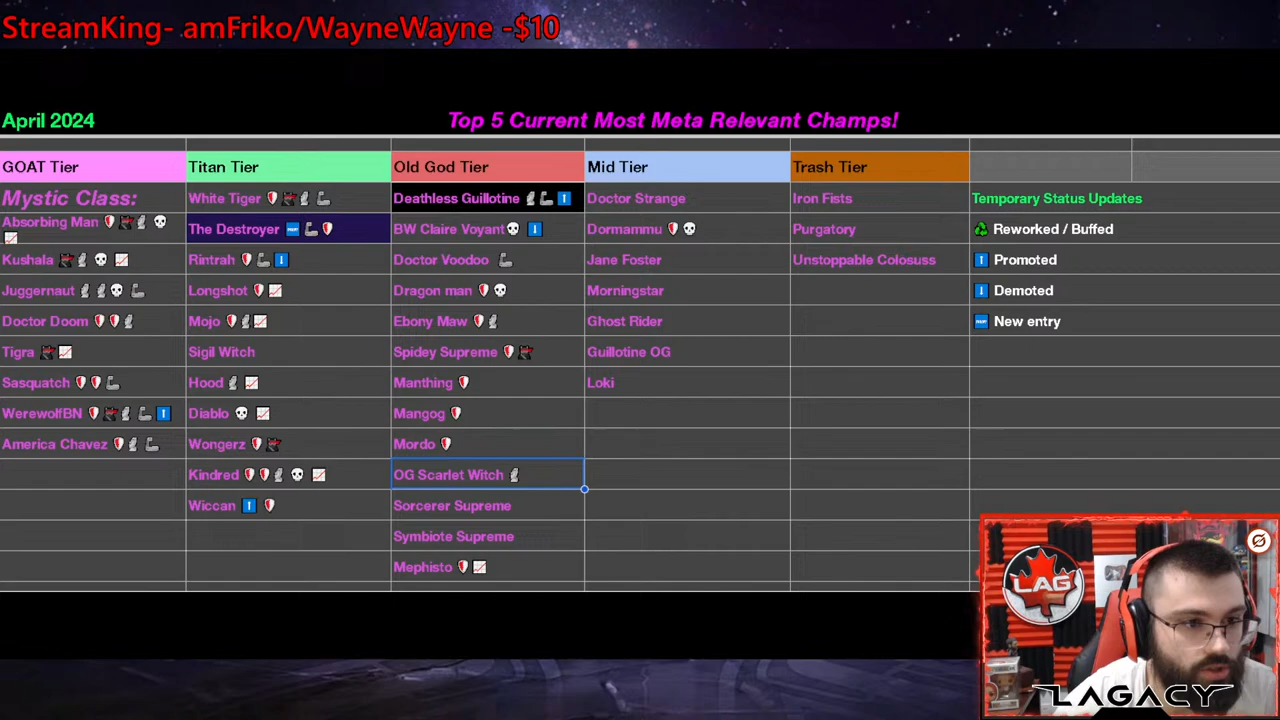 StreamKing- amFriko/WayneWayne -$10
April 2024
Top 5 Current Most Meta Relevant Champs!
GOAT Tier
Titan Tier
Old God Tier
Mid Tier
Trash Tier
Mystic Class:
White Tiger
Deathless Guillotine
Doctor Strange
Iron Fists
Temporary Status Updates
Absorbing Man
The Destroyer
BW Claire Voyant
Dormammu
Purgatory
Reworked / Buffed
Kushala
Rintrah
Doctor Voodoo
Jane Foster
Unstoppable Colosuss
Promoted
Juggernaut
Longshot
Dragon man
Morningstar
Demoted
Doctor Doom
Mojo
Ebony Maw
Ghost Rider
New entry
Tigra
Sigil Witch
Spidey Supreme
Guillotine OG
Sasquatch
Hood
Manthing
Loki
WerewolfBN
Diablo
Mangog
America Chavez
Wongerz
Mordo
Kindred
OG Scarlet Witch
Wiccan
Sorcerer Supreme
Symbiote Supreme
Mephisto
LAG
LAGACY